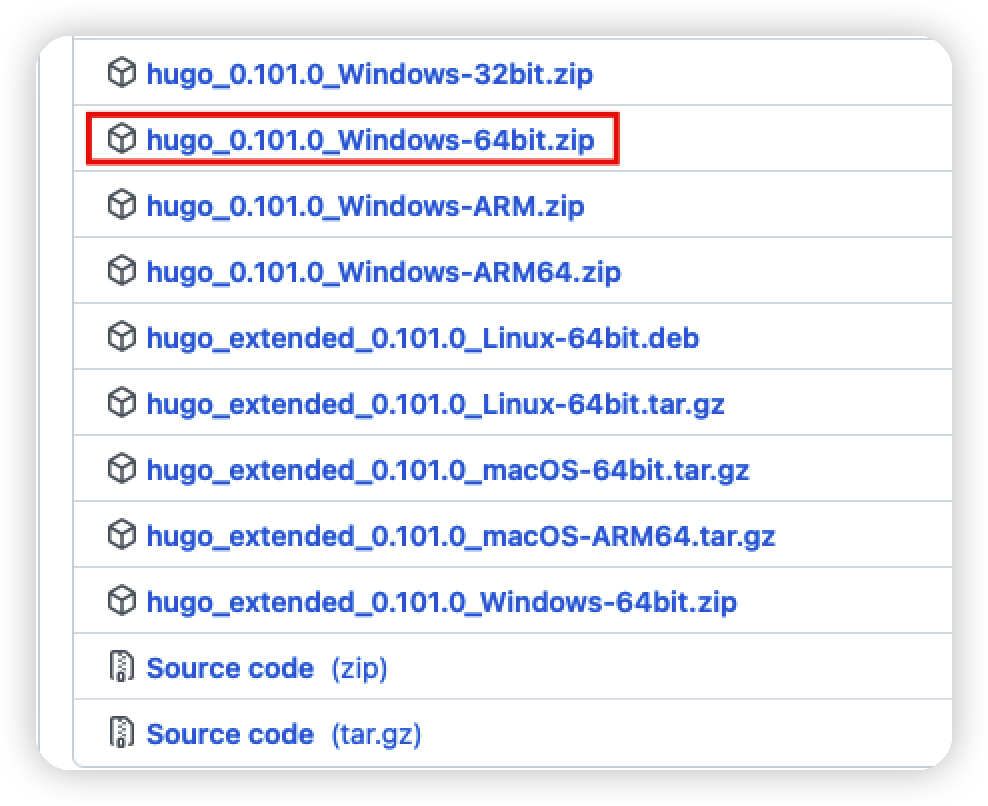 hugo_0.101.0_Windows-32bit.zip
hugo_0.101.0_Windows-64bit.zip
hugo_0.101.0_Windows-ARM.zip
hugo_0.101.0_Windows-ARM64.zip
hugo_extended_0.101.0_Linux-64bit.deb
hugo_extended_0.101.0_Linux-64bit.tar.gz
hugo_extended_0.101.0_macOS-64bit.tar.gz
hugo_extended_0.101.0_macOS-ARM64.tar.gz
hugo_extended_0.101.0_Windows-64bit.zip
Source code (zip)
Source code (tar.gz)